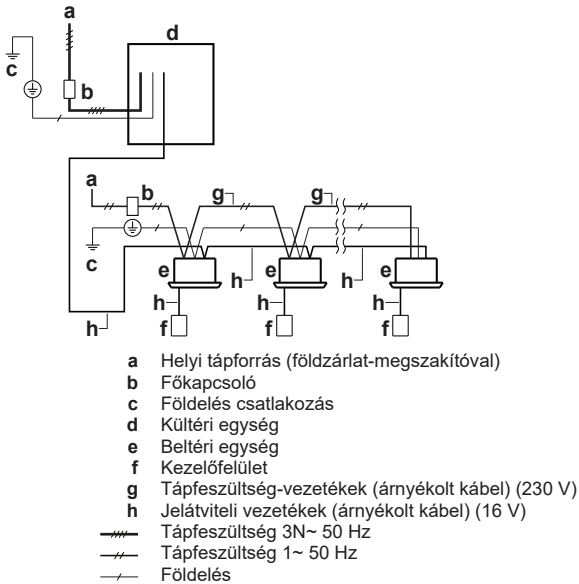 a
d
c
b
a
b
g
g
c
e
e
e
h
h
h
h
h
h
f
f
f
a Helyi tápforrás (földzárlat-megszakítóval)
b Főkapcsoló
c Földelés csatlakozás
d Kültéri egység
e Beltéri egység
f Kezelőfelület
g Tápfeszültség-vezetékek (árnyékolt kábel) (230 V)
h Jelátviteli vezetékek (árnyékolt kábel) (16 V)
Tápfeszültség 3N~ 50 Hz
Tápfeszültség 1~ 50 Hz
Földelés